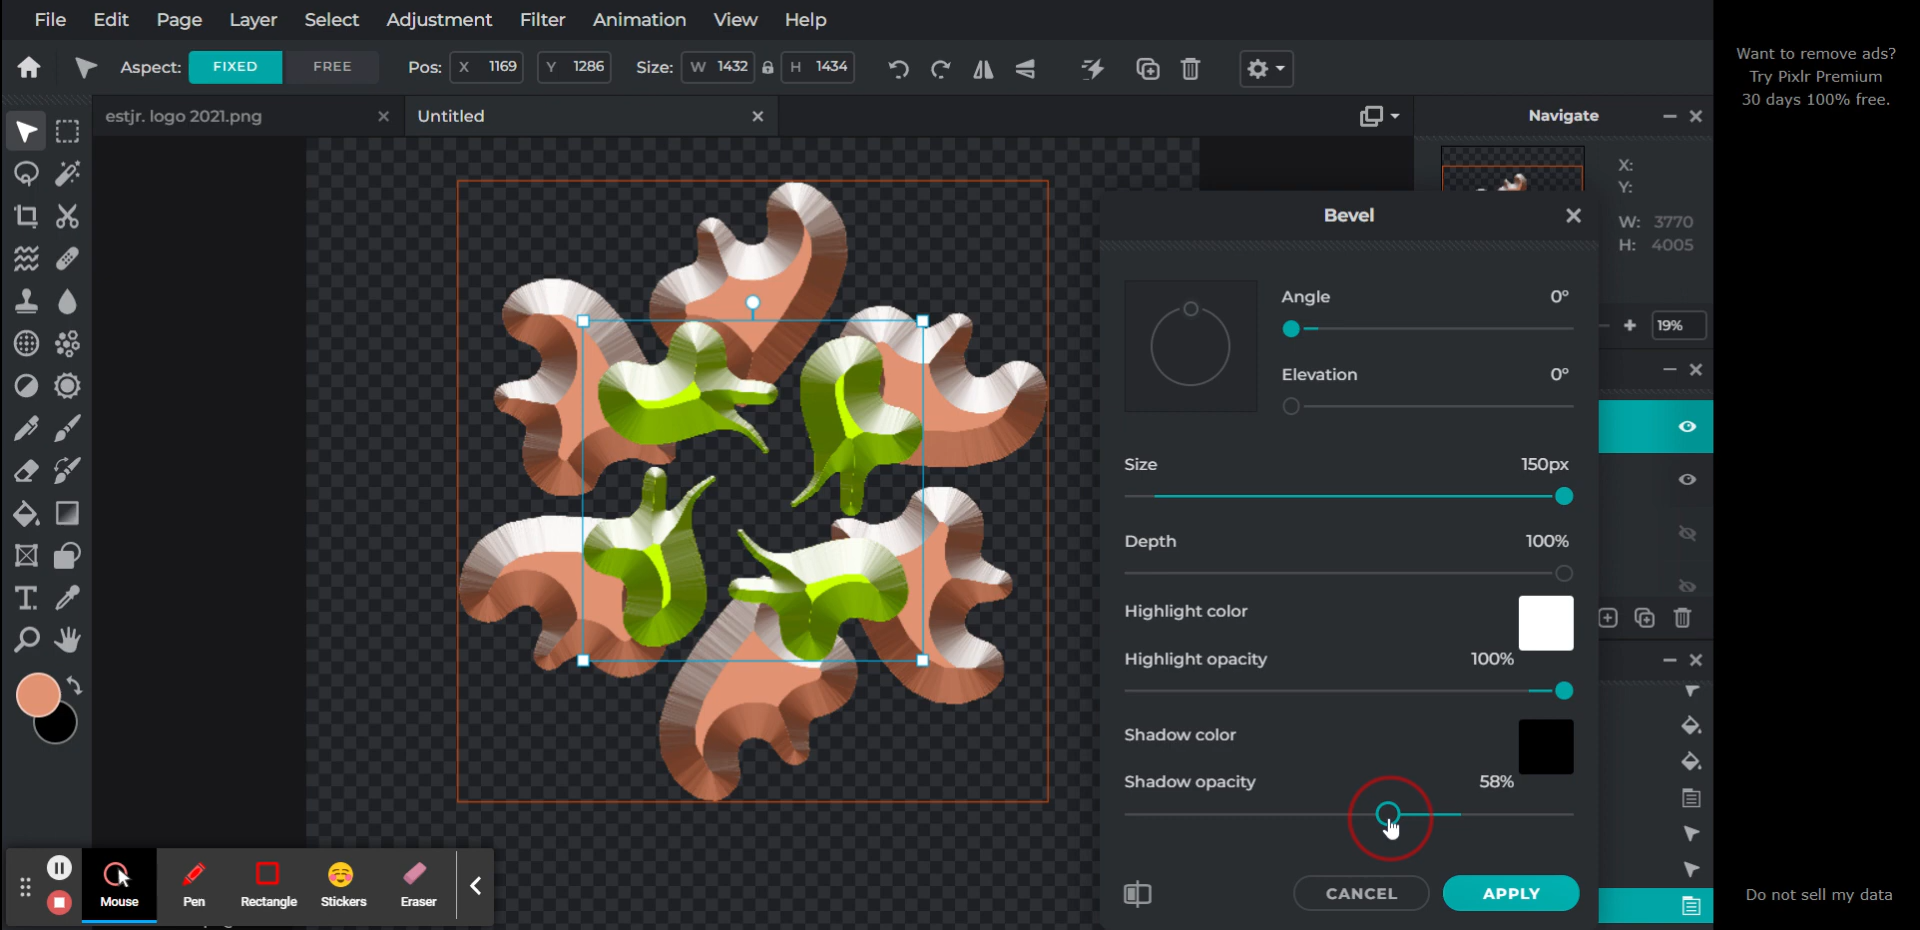 File Edit Page Layer Select Adjustment Filter Animation View Help
Aspect: FIXED FREE Pos: X 1169 Y 1286 Size: W 1432 H 1434
Want to remove ads?
Try Pixlr Premium
30 days 100% free.
estjr. logo 2021.png
Untitled
Navigate
X:
Y:
W: 3770
H: 4005
19%
Bevel
Angle 0°
Elevation 0°
Size 150px
Depth 100%
Highlight color
Highlight opacity 100%
Shadow color
Shadow opacity 58%
CANCEL APPLY
Mouse Pen Rectangle Stickers Eraser
Do not sell my data